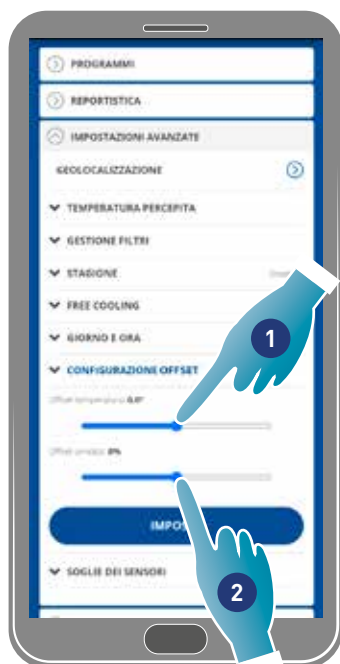 PROGRAMMI
REPORTISTICA
IMPOSTAZIONI AVANZATE
GEOLOCALIZZAZIONE
TEMPERATURA PERCEPITA
GESTIONE FILTRI
STAGIONE
FREE COOLING
GIORNO E ORA
1
CONFIGURAZIONE OFFSET
Offset temperatura: 0.0°
Offset umidità: 0%
IMPOS
SOGLIE DEI SENSORI
2